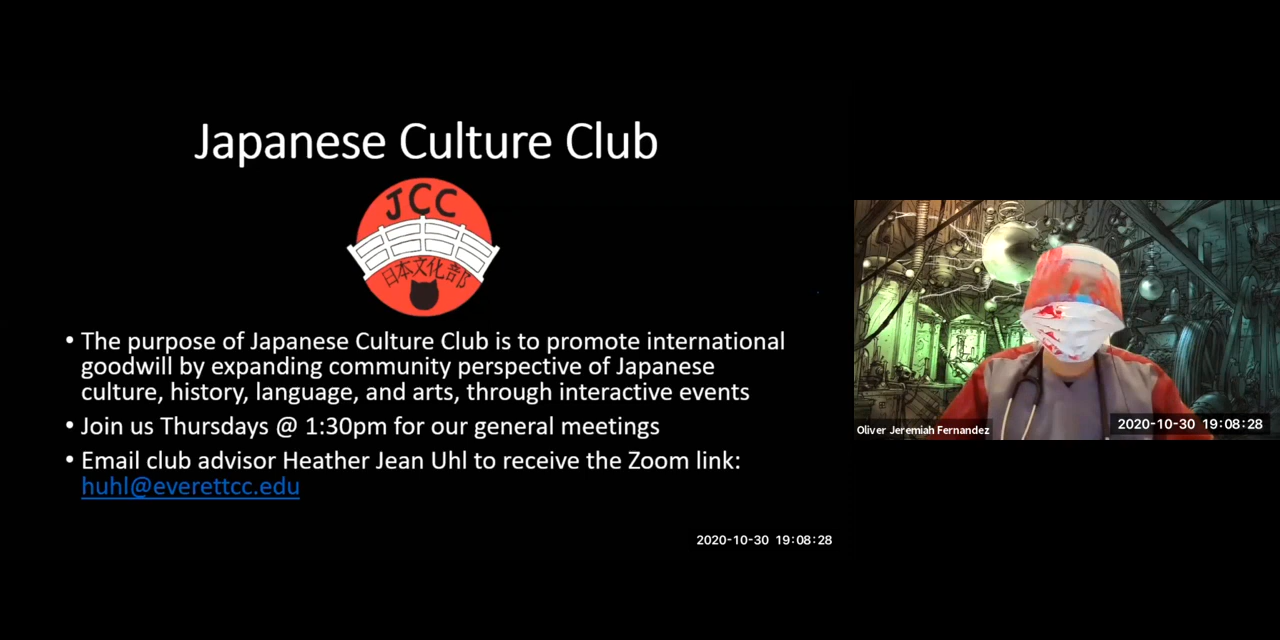 Japanese Culture Club
JCC
日本文化部
• The purpose of Japanese Culture Club is to promote international
goodwill by expanding community perspective of Japanese
culture, history, language, and arts, through interactive events
• Join us Thursdays @ 1:30pm for our general meetings
• Email club advisor Heather Jean Uhl to receive the Zoom link:
huhl@everettcc.edu
2020-10-30 19:08:28
Oliver Jeremiah Fernandez
2020-10-30 19:08:28